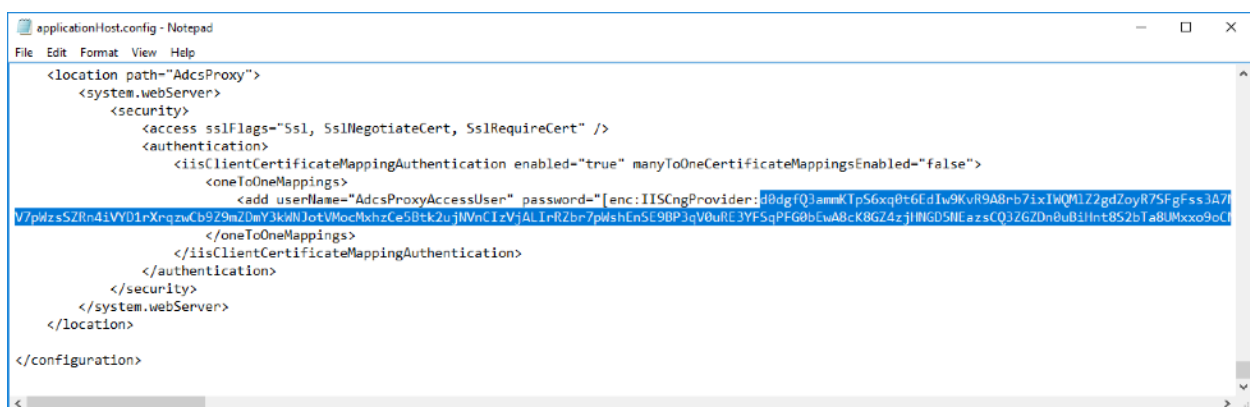 applicationHost.config - Notepad
File Edit Format View Help
<location path="AdcsProxy">
<system.webServer>
<security>
<access sslFlags="Ssl, SslNegotiateCert, SslRequireCert" />
<authentication>
<iisClientCertificateMappingAuthentication enabled="true" manyToOneCertificateMappingsEnabled="false">
<oneToOneMappings>
<add userName="AdcsProxyAccessUser" password="[enc:IISCngProvider:
</oneToOneMappings>
</iisClientCertificateMappingAuthentication>
</authentication>
</security>
</system.webServer>
</location>
</configuration>